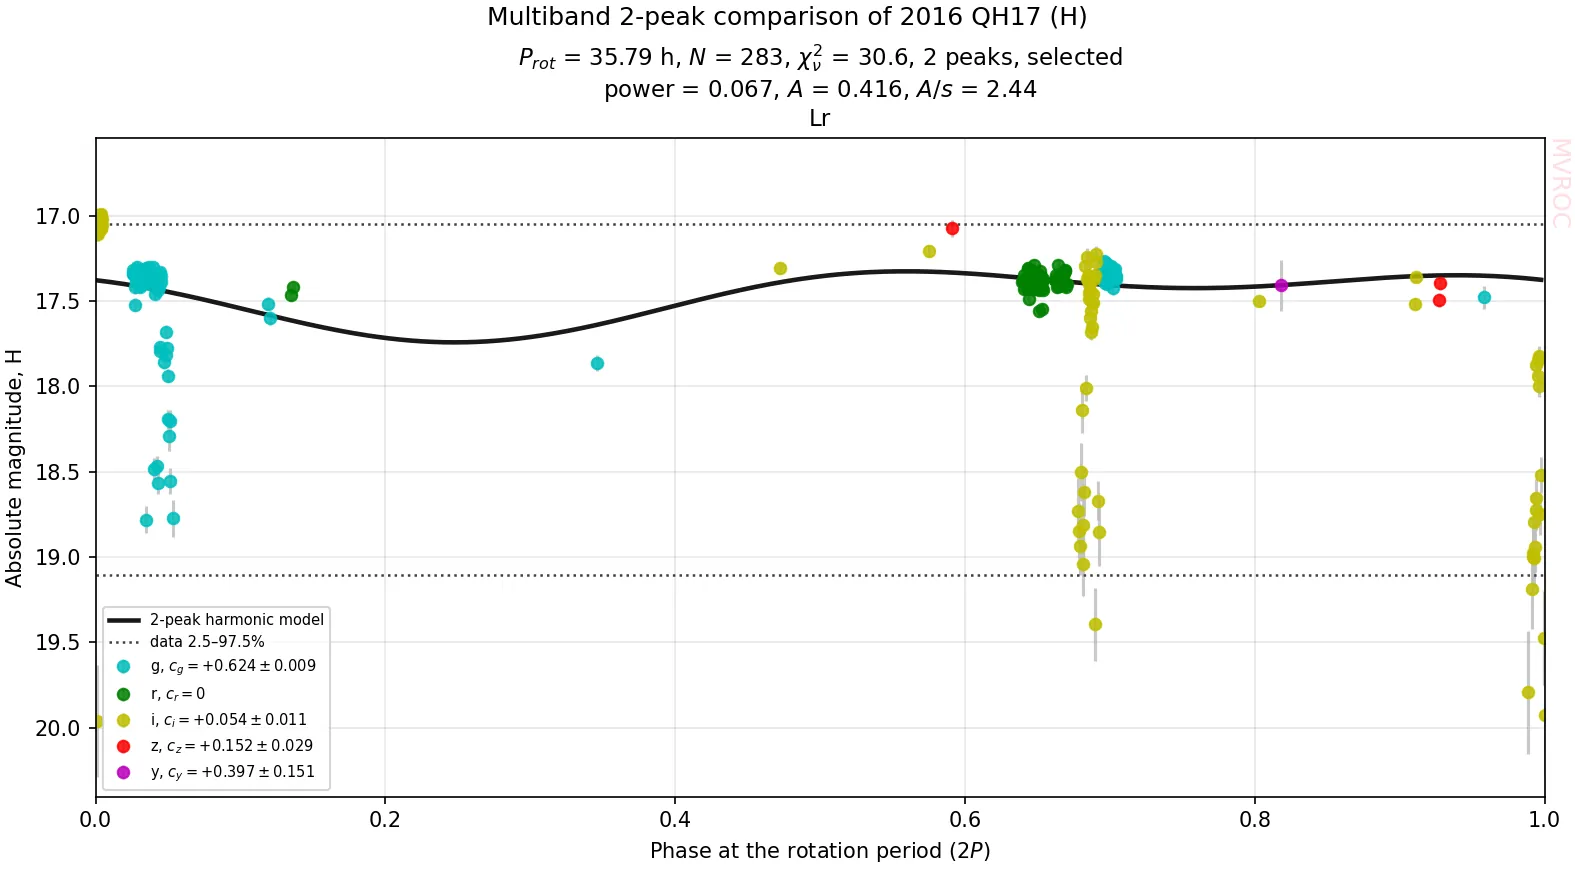 Multiband 2-peak comparison of 2016 QH17 (H)
P_rot = 35.79 h, N = 283, χ²_ν = 30.6, 2 peaks, selected
power = 0.067, A = 0.416, A/s = 2.44
Lr
MVROC
Absolute magnitude, H
17.0
17.5
18.0
18.5
19.0
19.5
20.0
2-peak harmonic model
data 2.5–97.5%
g, c_g = +0.624 ± 0.009
r, c_r = 0
i, c_i = +0.054 ± 0.011
z, c_z = +0.152 ± 0.029
y, c_y = +0.397 ± 0.151
0.0 0.2 0.4 0.6 0.8 1.0
Phase at the rotation period (2P)